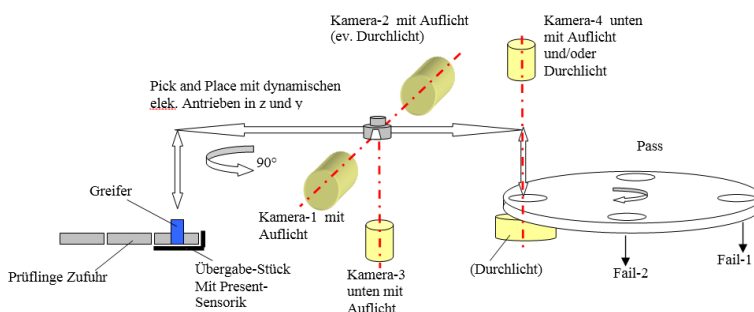 Kamera-2 mit Auflicht
(ev. Durchlicht)
Kamera-4 unten
mit Auflicht
und/oder
Durchlicht
Pick and Place mit dynamischen
elek. Antrieben in z und y
Pass
90°
Greifer
Kamera-1 mit
Auflicht
Prüflinge Zufuhr
Übergabe-Stück
Mit Present-
Sensorik
Kamera-3
unten mit
Auflicht
(Durchlicht)
Fail-2
Fail-1